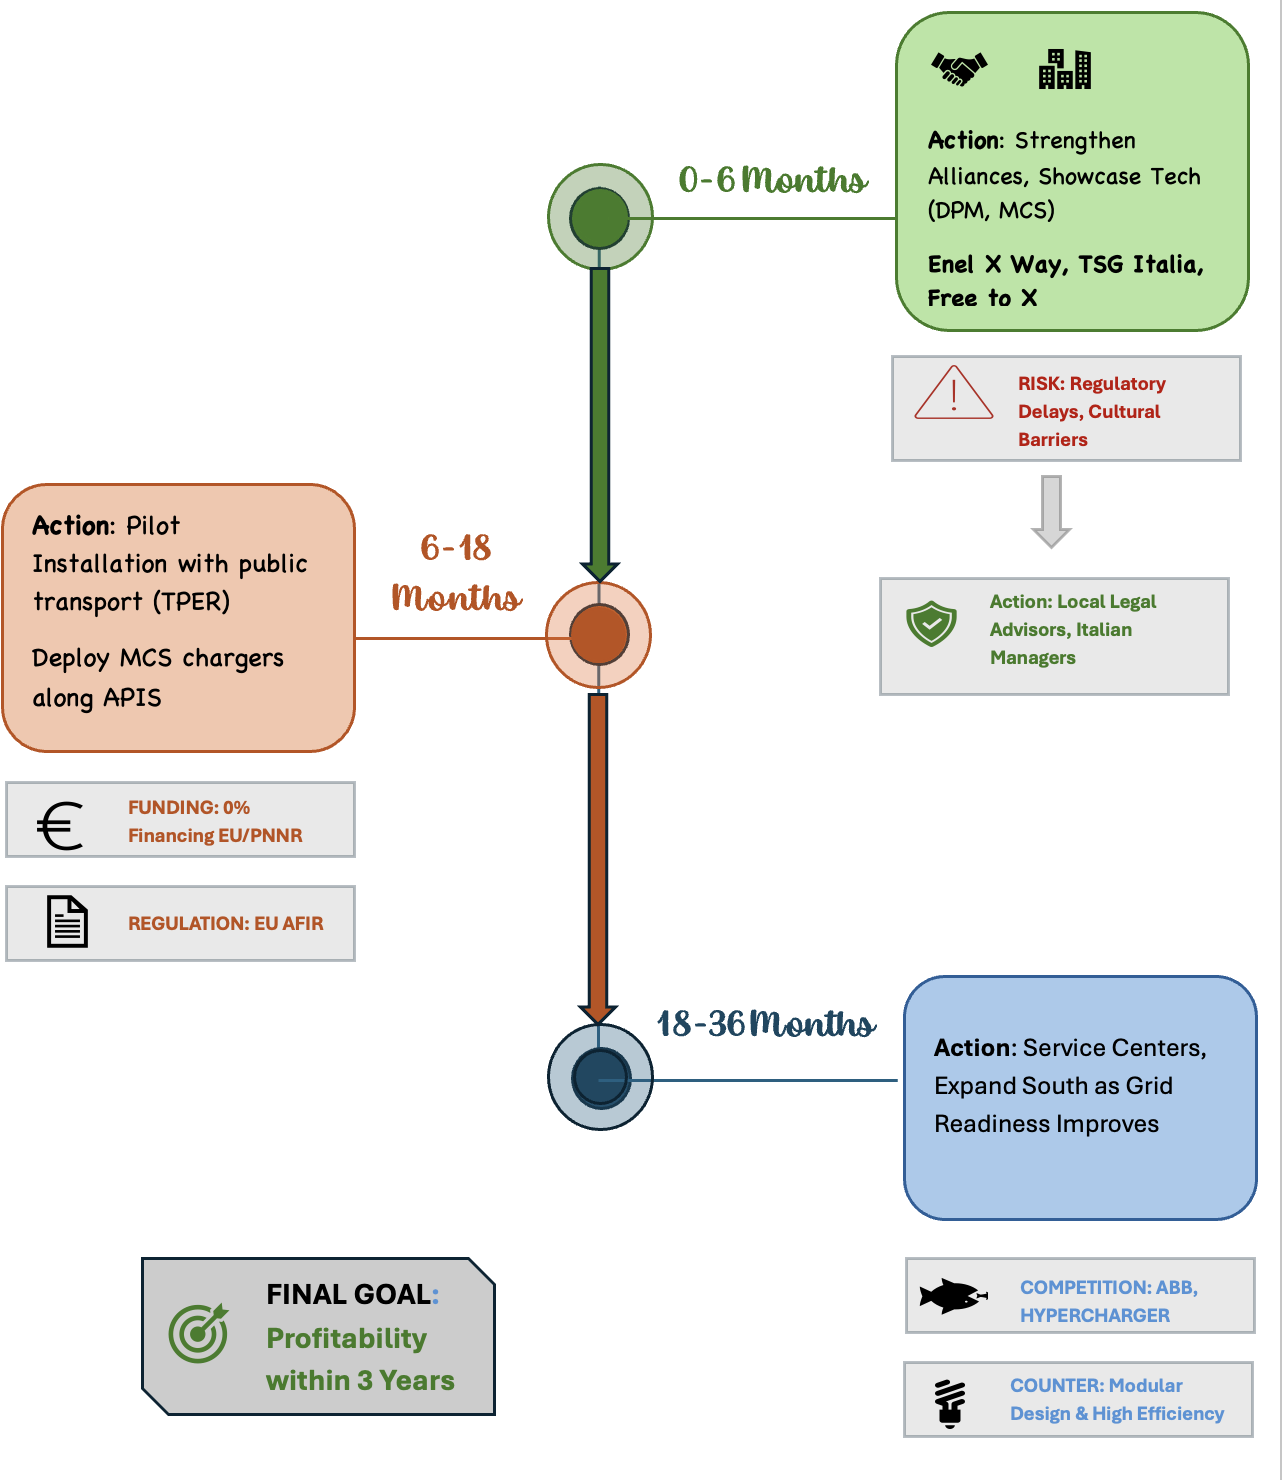 0-6 Months
Action: Strengthen
Alliances, Showcase Tech
(DPM, MCS)
Enel X Way, TSG Italia,
Free to X
RISK: Regulatory
Delays, Cultural
Barriers
Action: Local Legal
Advisors, Italian
Managers
6-18
Months
Action: Pilot
Installation with public
transport (TPER)
Deploy MCS chargers
along APIS
FUNDING: 0%
Financing EU/PNNR
REGULATION: EU AFIR
18-36 Months
Action: Service Centers,
Expand South as Grid
Readiness Improves
COMPETITION: ABB,
HYPERCHARGER
COUNTER: Modular
Design & High Efficiency
FINAL GOAL:
Profitability
within 3 Years